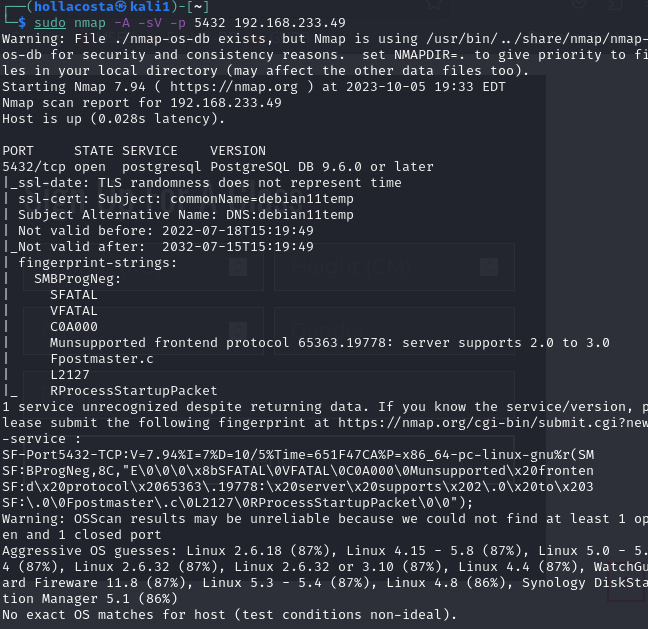 ┌──(hollacosta㉿kali1)-[~]
└─$ sudo nmap -A -sV -p 5432 192.168.233.49
Warning: File ./nmap-os-db exists, but Nmap is using /usr/bin/../share/nmap/nmap-
os-db for security and consistency reasons.  set NMAPDIR=. to give priority to fi
les in your local directory (may affect the other data files too).
Starting Nmap 7.94 ( https://nmap.org ) at 2023-10-05 19:33 EDT
Nmap scan report for 192.168.233.49
Host is up (0.028s latency).

PORT     STATE SERVICE    VERSION
5432/tcp open  postgresql PostgreSQL DB 9.6.0 or later
|_ssl-date: TLS randomness does not represent time
| ssl-cert: Subject: commonName=debian11temp
| Subject Alternative Name: DNS:debian11temp
| Not valid before: 2022-07-18T15:19:49
|_Not valid after:  2032-07-15T15:19:49
| fingerprint-strings:
|   SMBProgNeg:
|     SFATAL
|     VFATAL
|     C0A000
|     Munsupported frontend protocol 65363.19778: server supports 2.0 to 3.0
|     Fpostmaster.c
|     L2127
|_    RProcessStartupPacket
1 service unrecognized despite returning data. If you know the service/version, p
lease submit the following fingerprint at https://nmap.org/cgi-bin/submit.cgi?new
-service :
SF-Port5432-TCP:V=7.94%I=7%D=10/5%Time=651F47CA%P=x86_64-pc-linux-gnu%r(SM
SF:BProgNeg,8C,"E\0\0\0\x8bSFATAL\0VFATAL\0C0A000\0Munsupported\x20fronten
SF:d\x20protocol\x2065363\.19778:\x20server\x20supports\x202\.0\x20to\x203
SF:\.0\0Fpostmaster\.c\0L2127\0RProcessStartupPacket\0\0");
Warning: OSScan results may be unreliable because we could not find at least 1 op
en and 1 closed port
Aggressive OS guesses: Linux 2.6.18 (87%), Linux 4.15 - 5.8 (87%), Linux 5.0 - 5.
4 (87%), Linux 2.6.32 (87%), Linux 2.6.32 or 3.10 (87%), Linux 4.4 (87%), WatchGu
ard Fireware 11.8 (87%), Linux 5.3 - 5.4 (87%), Linux 4.8 (86%), Synology DiskSta
tion Manager 5.1 (86%)
No exact OS matches for host (test conditions non-ideal).